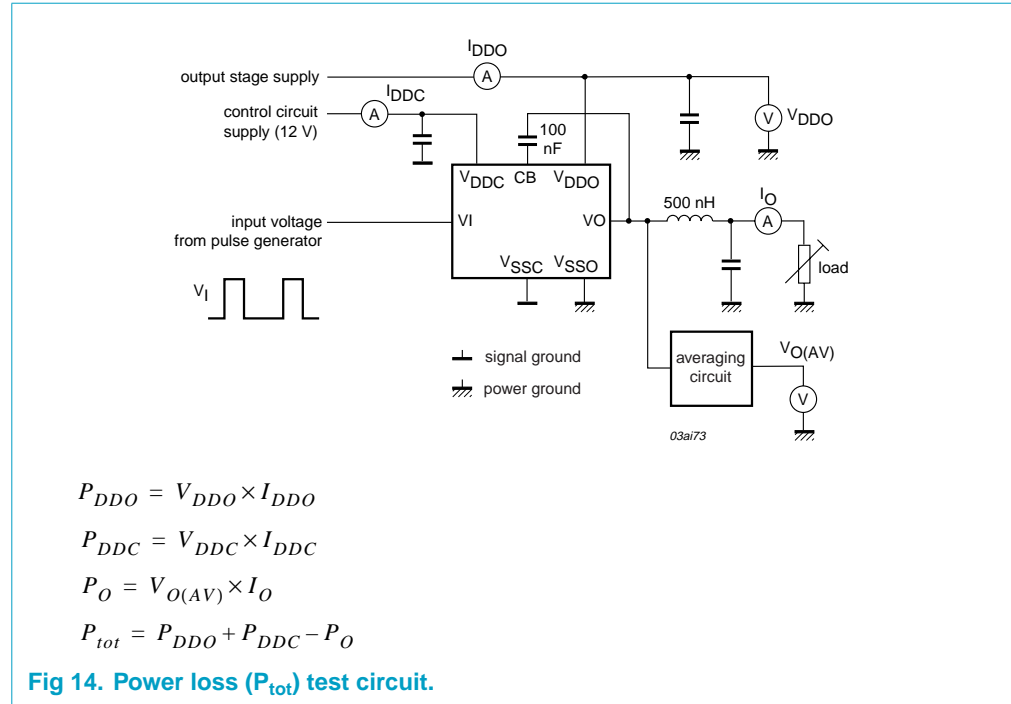 IDDO
output stage supply
A
IDDC
control circuit
supply (12 V)
A
100
nF
V
VDDO
VDDC CB VDDO
input voltage
from pulse generator
VI
VO
500 nH
IO
A
load
VSSC VSSO
VI
signal ground
power ground
averaging
circuit
VO(AV)
V
03ai73
PDDO = VDDO × IDDO
PDDC = VDDC × IDDC
PO = VO(AV) × IO
Ptot = PDDO + PDDC – PO
Fig 14. Power loss (Ptot) test circuit.